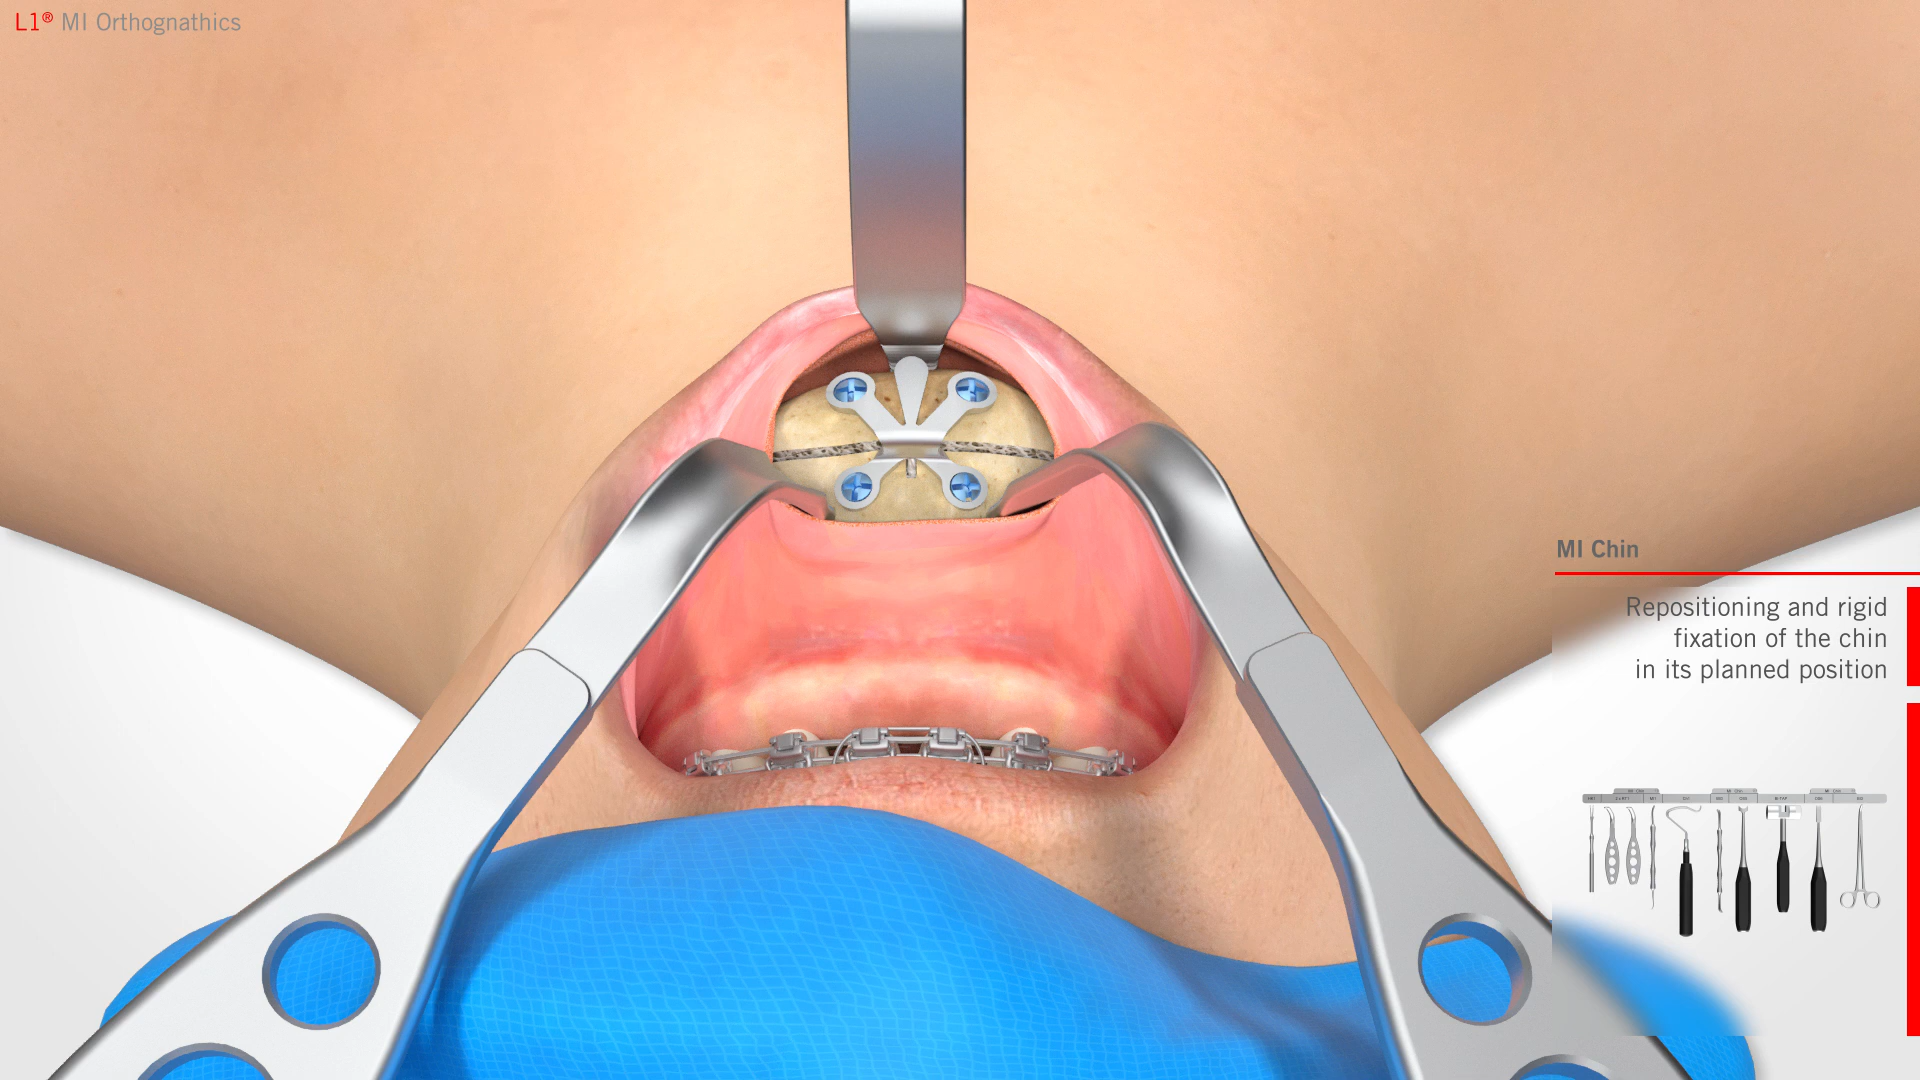 L1® MI Orthognathics
MI Chin
Repositioning and rigid
fixation of the chin
in its planned position